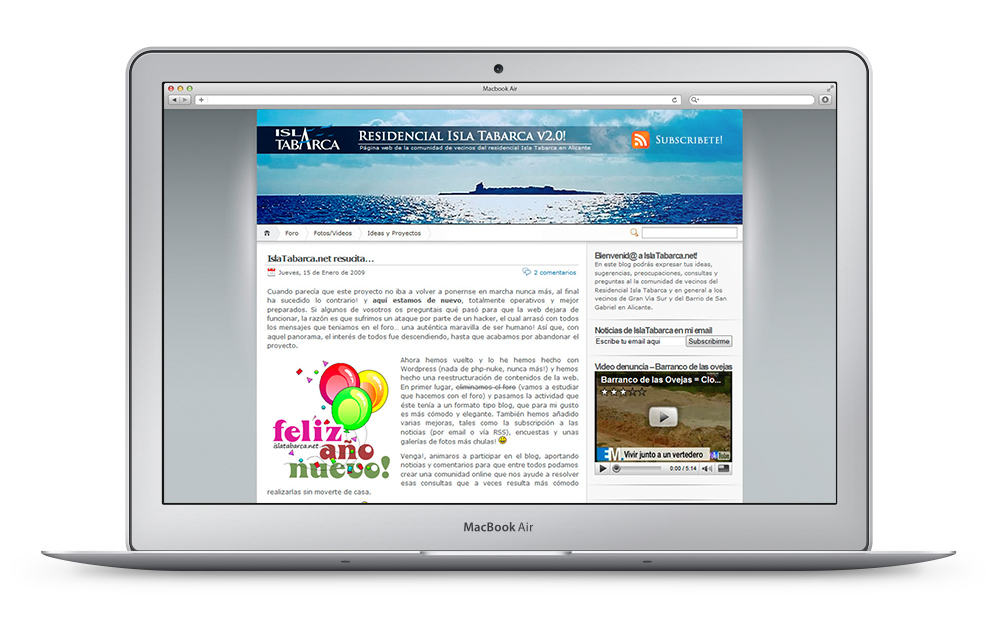 Macbook Air
ISLA
TABARCA
RESIDENCIAL ISLA TABARCA V2.0!
Página web de la comunidad de vecinos del residencial Isla Tabarca en Alicante
SUBSCRIBETE!
Foro
Fotos/Videos
Ideas y Proyectos
IslaTabarca.net resucita...
Jueves, 15 de Enero de 2009
2 comentarios
Cuando parecía que este proyecto no iba a volver a ponernse en marcha nunca más, al final
ha sucedido lo contrario! y aquí estamos de nuevo, totalmente operativos y mejor
preparados. Si algunos de vosotros os preguntais qué pasó para que la web dejara de
funcionar, la razón es que sufrimos un ataque por parte de un hacker, el cual arrasó con todos
los mensajes que teniamos en el foro... una auténtica maravilla de ser humano! Así que, con
aquel panorama, el interés de todos fue descendiendo, hasta que acabamos por abandonar el
proyecto.
feliz
islatabarca.net
año
nuevo!
Ahora hemos vuelto y lo he hemos hecho con
Wordpress (nada de php-nuke, nunca más!) y hemos
hecho una reestructuración de contenidos de la web.
En primer lugar, eliminamos el foro (vamos a estudiar
que hacemos con el foro) y pasamos la actividad que
éste tenía a un formato tipo blog, que para mi gusto
es más cómodo y elegante. También hemos añadido
varias mejoras, tales como la subscripción a las
noticias (por email o vía RSS), encuestas y unas
galerías de fotos más chulas!
Venga!, animaros a participar en el blog, aportando
noticias y comentarios para que entre todos podamos
crear una comunidad online que nos ayude a resolver
esas consultas que a veces resulta más cómodo
realizarlas sin moverte de casa.
Bienvenid@ a IslaTabarca.net!
En este blog podrás expresar tus ideas,
sugerencias, preocupaciones, consultas y
preguntas al la comunidad de vecinos del
Residencial Isla Tabarca y en general a los
vecinos de Gran Via Sur y del Barrio de San
Gabriel en Alicante.
Noticias de IslaTabarca en mi email
Escribe tu email aqui
Subscribirme
Video denuncia – Barranco de las ovejas
Barranco de las Ovejas = Clo...
EM. Vivir junto a un vertedero
Tube
0:00 / 5:14
MacBook Air